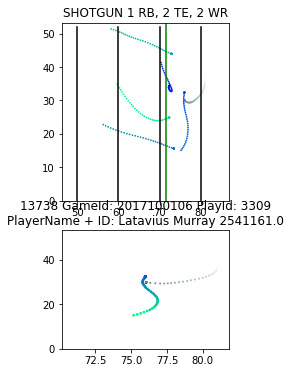 SHOTGUN 1 RB, 2 TE, 2 WR
50
40
30
20
10
0
50 60 70 80
13738 GameId: 2017100106 PlayId: 3309
PlayerName + ID: Latavius Murray 2541161.0
40
20
0
72.5 75.0 77.5 80.0